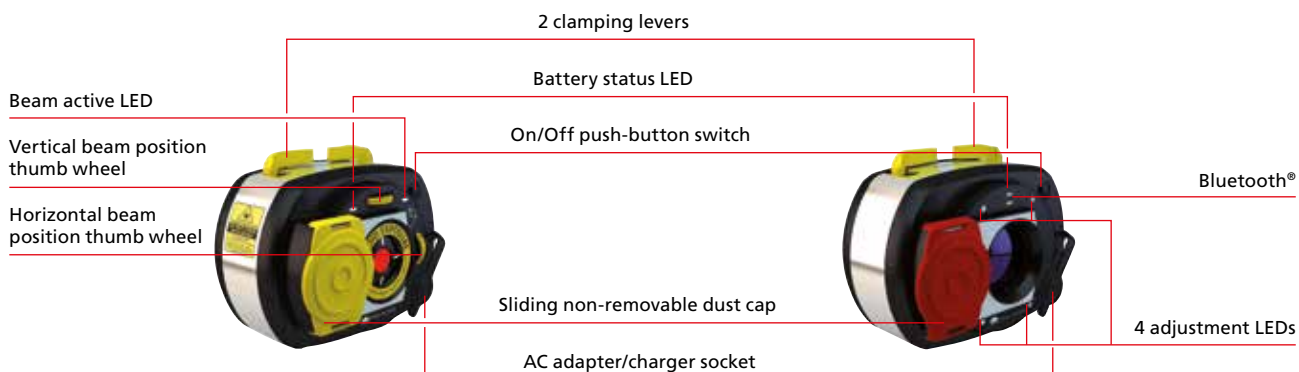 2 clamping levers
Battery status LED
Beam active LED
On/Off push-button switch
Vertical beam position
thumb wheel
Bluetooth®
Horizontal beam
position thumb wheel
Sliding non-removable dust cap
4 adjustment LEDs
AC adapter/charger socket